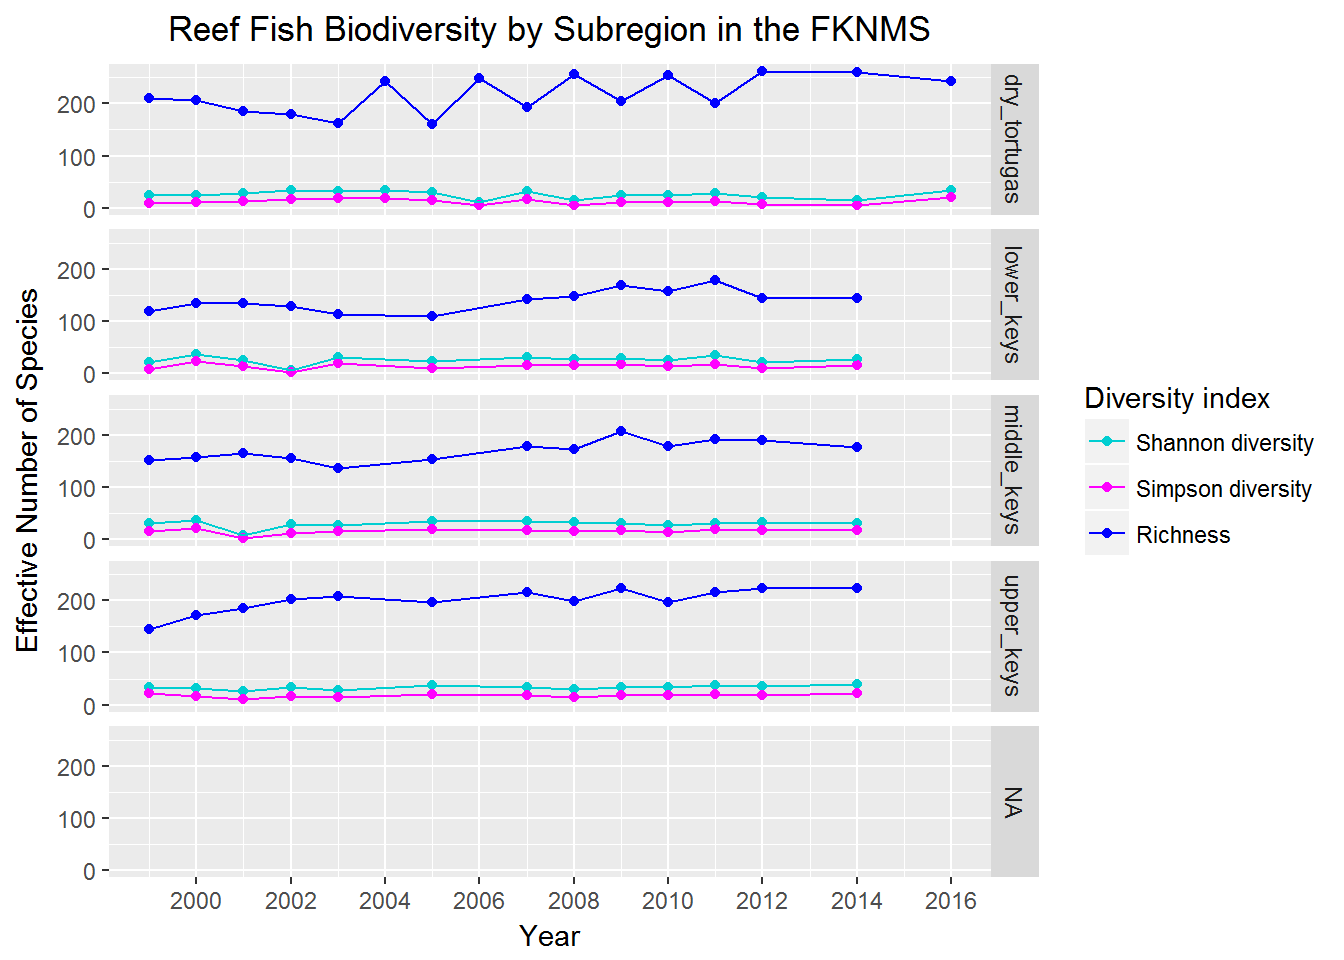 Reef Fish Biodiversity by Subregion in the FKNMS
Effective Number of Species
200
100
0
dry_tortugas
200
100
0
lower_keys
200
100
0
middle_keys
200
100
0
upper_keys
200
100
0
NA
2000 2002 2004 2006 2008 2010 2012 2014 2016
Year
Diversity index
Shannon diversity
Simpson diversity
Richness